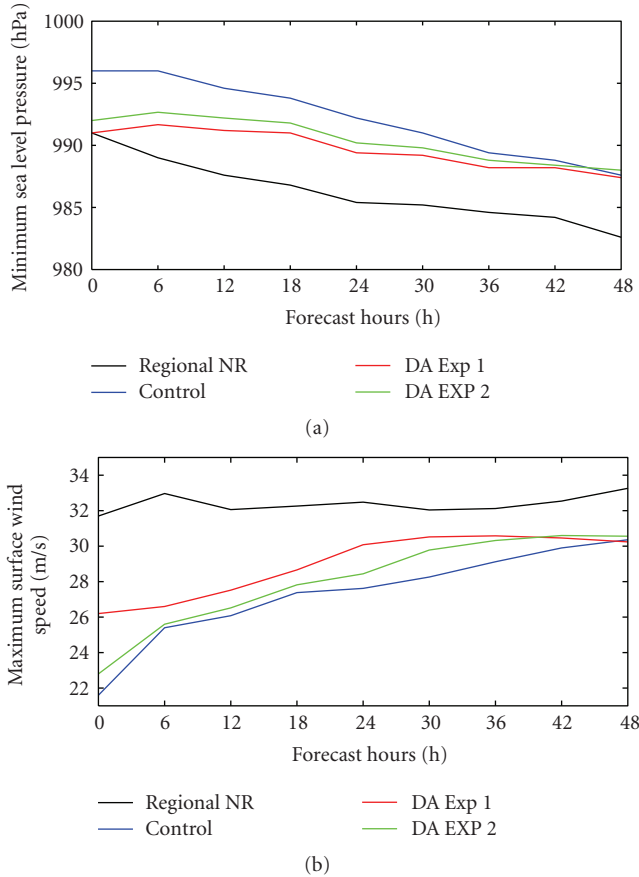 1000
995
990
985
980
Minimum sea level pressure (hPa)
0 6 12 18 24 30 36 42 48
Forecast hours (h)
Regional NR
Control
DA Exp 1
DA EXP 2
(a)
34
32
30
28
26
24
22
Maximum surface wind
speed (m/s)
0 6 12 18 24 30 36 42 48
Forecast hours (h)
Regional NR
Control
DA Exp 1
DA EXP 2
(b)